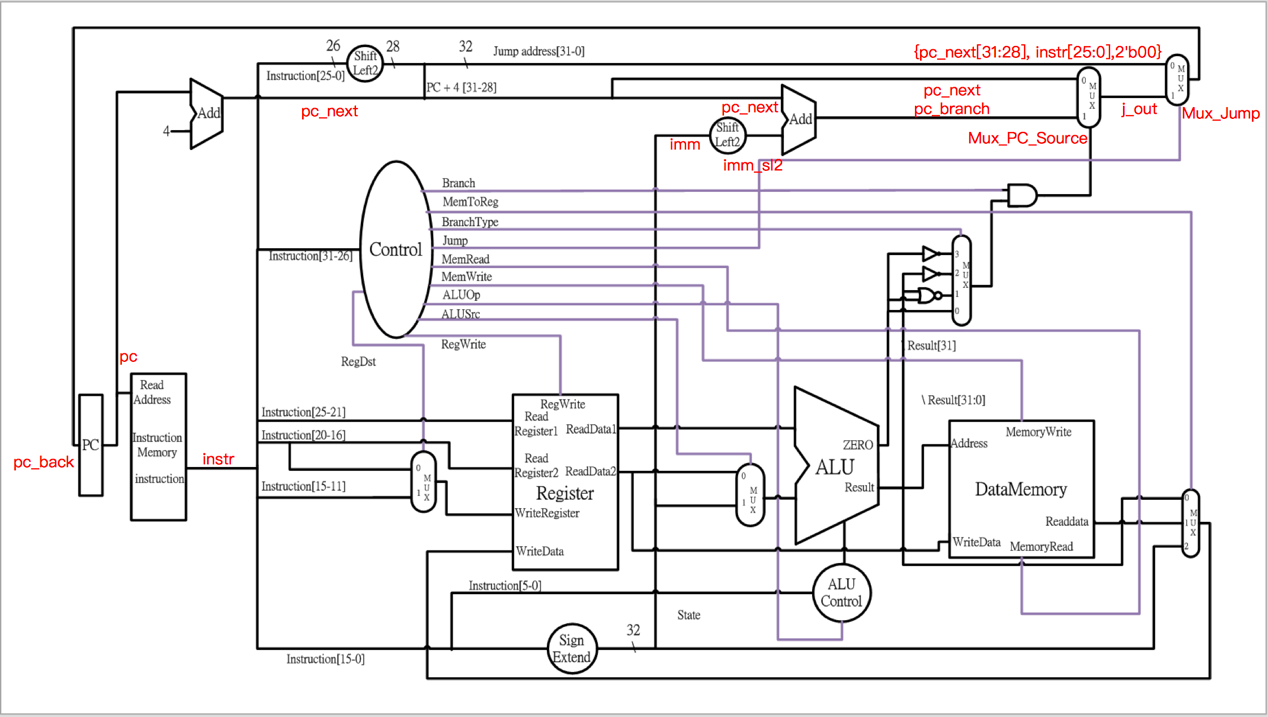 26
28
32
Shift
Left2
Jump address[31-0]
{pc_next[31:28], instr[25:0],2'b00}
Instruction[25-0]
PC + 4 [31-28]
0
M
U
X
1
0
M
U
X
1
pc_next
pc_branch
j_out
Mux_Jump
Add
4
pc_next
pc_next
Add
Shift
Left2
imm
imm_sl2
Mux_PC_Source
Branch
MemToReg
BranchType
Jump
MemRead
MemWrite
ALUOp
ALUSrc
RegWrite
Control
Instruction[31-26]
RegDst
3
2
1
0
M
U
X
Result[31]
\ Result[31:0]
pc
Read
Address
Instruction
Memory
instruction
PC
pc_back
instr
Instruction[25-21]
Instruction[20-16]
Instruction[15-11]
0
M
U
X
1
RegWrite
Read
Register1
ReadData1
Read
Register2
ReadData2
Register
WriteRegister
WriteData
0
M
U
X
1
ZERO
ALU
Result
MemoryWrite
Address
DataMemory
Readdata
WriteData
MemoryRead
0
M
1
U
X
2
Instruction[5-0]
ALU
Control
State
Sign
Extend
32
Instruction[15-0]